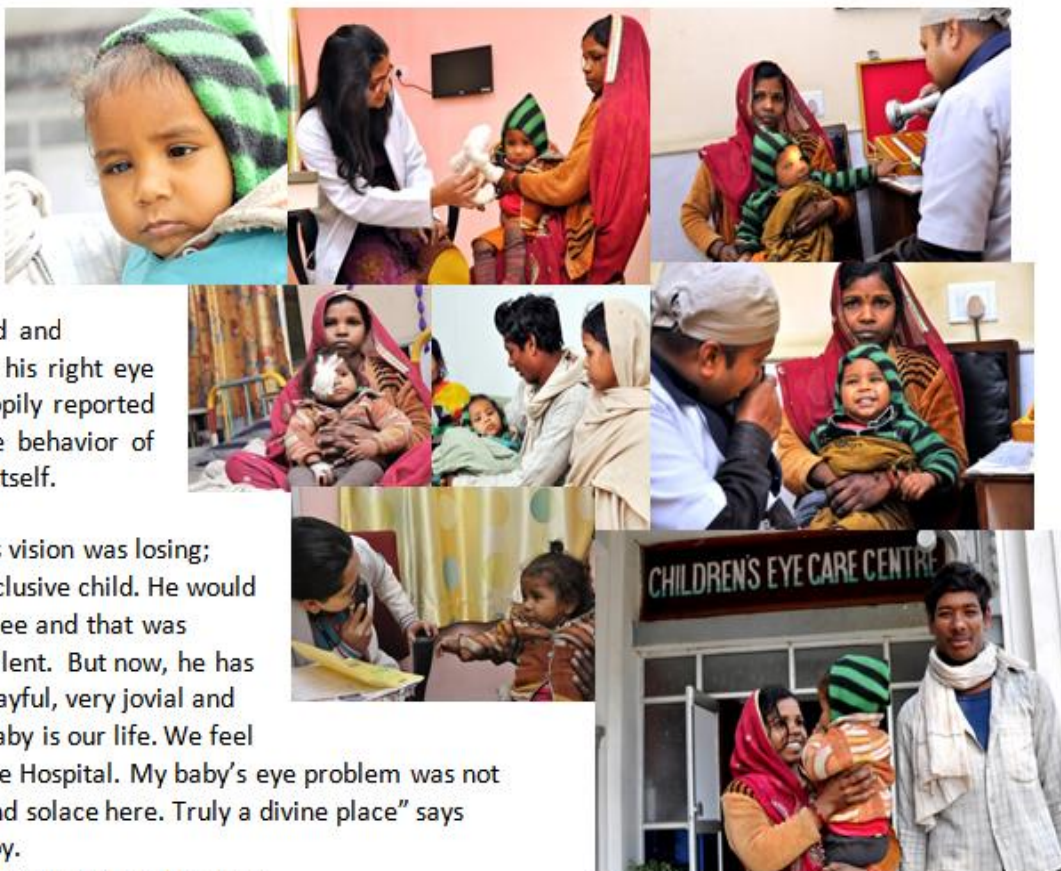 CHILDREN'S EYE CARE CENTRE
d and
his right eye
pily reported
e behavior of
tself.
s vision was losing;
clusive child. He would
ee and that was
lent. But now, he has
ayful, very jovial and
aby is our life. We feel
e Hospital. My baby's eye problem was not
nd solace here. Truly a divine place" says
y.